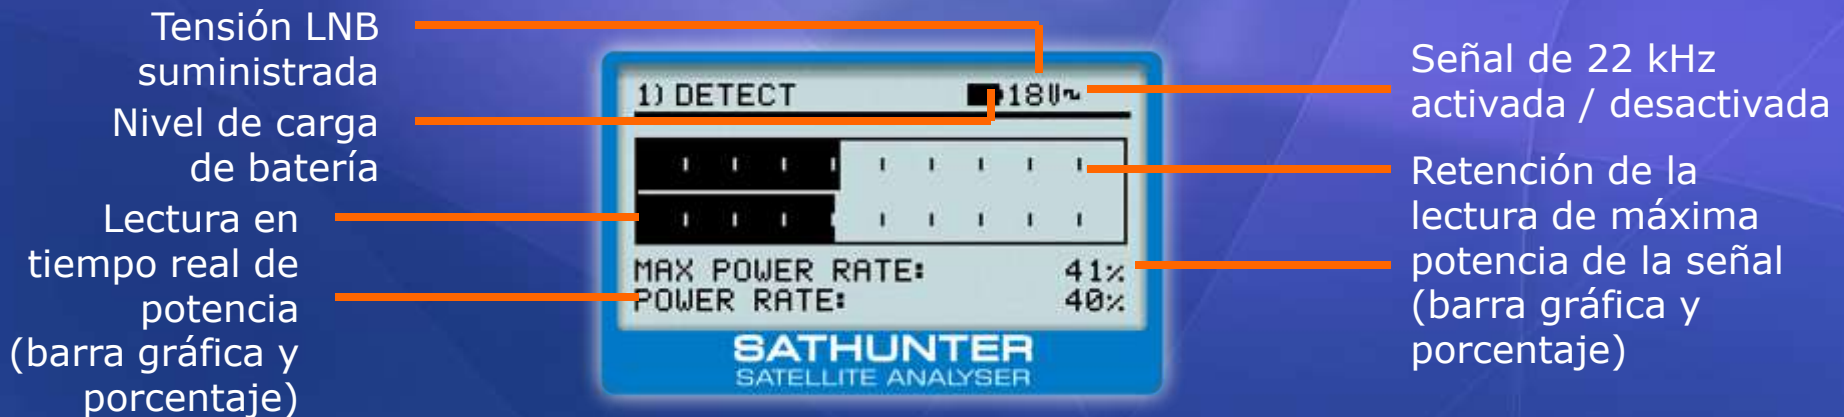 Tensión LNB
suministrada
Nivel de carga
de batería
Lectura en
tiempo real de
potencia
(barra gráfica y
porcentaje)
1) DETECT 18V~
MAX POWER RATE: 41%
POWER RATE: 40%
SATHUNTER
SATELLITE ANALYSER
Señal de 22 kHz
activada / desactivada
Retención de la
lectura de máxima
potencia de la señal
(barra gráfica y
porcentaje)